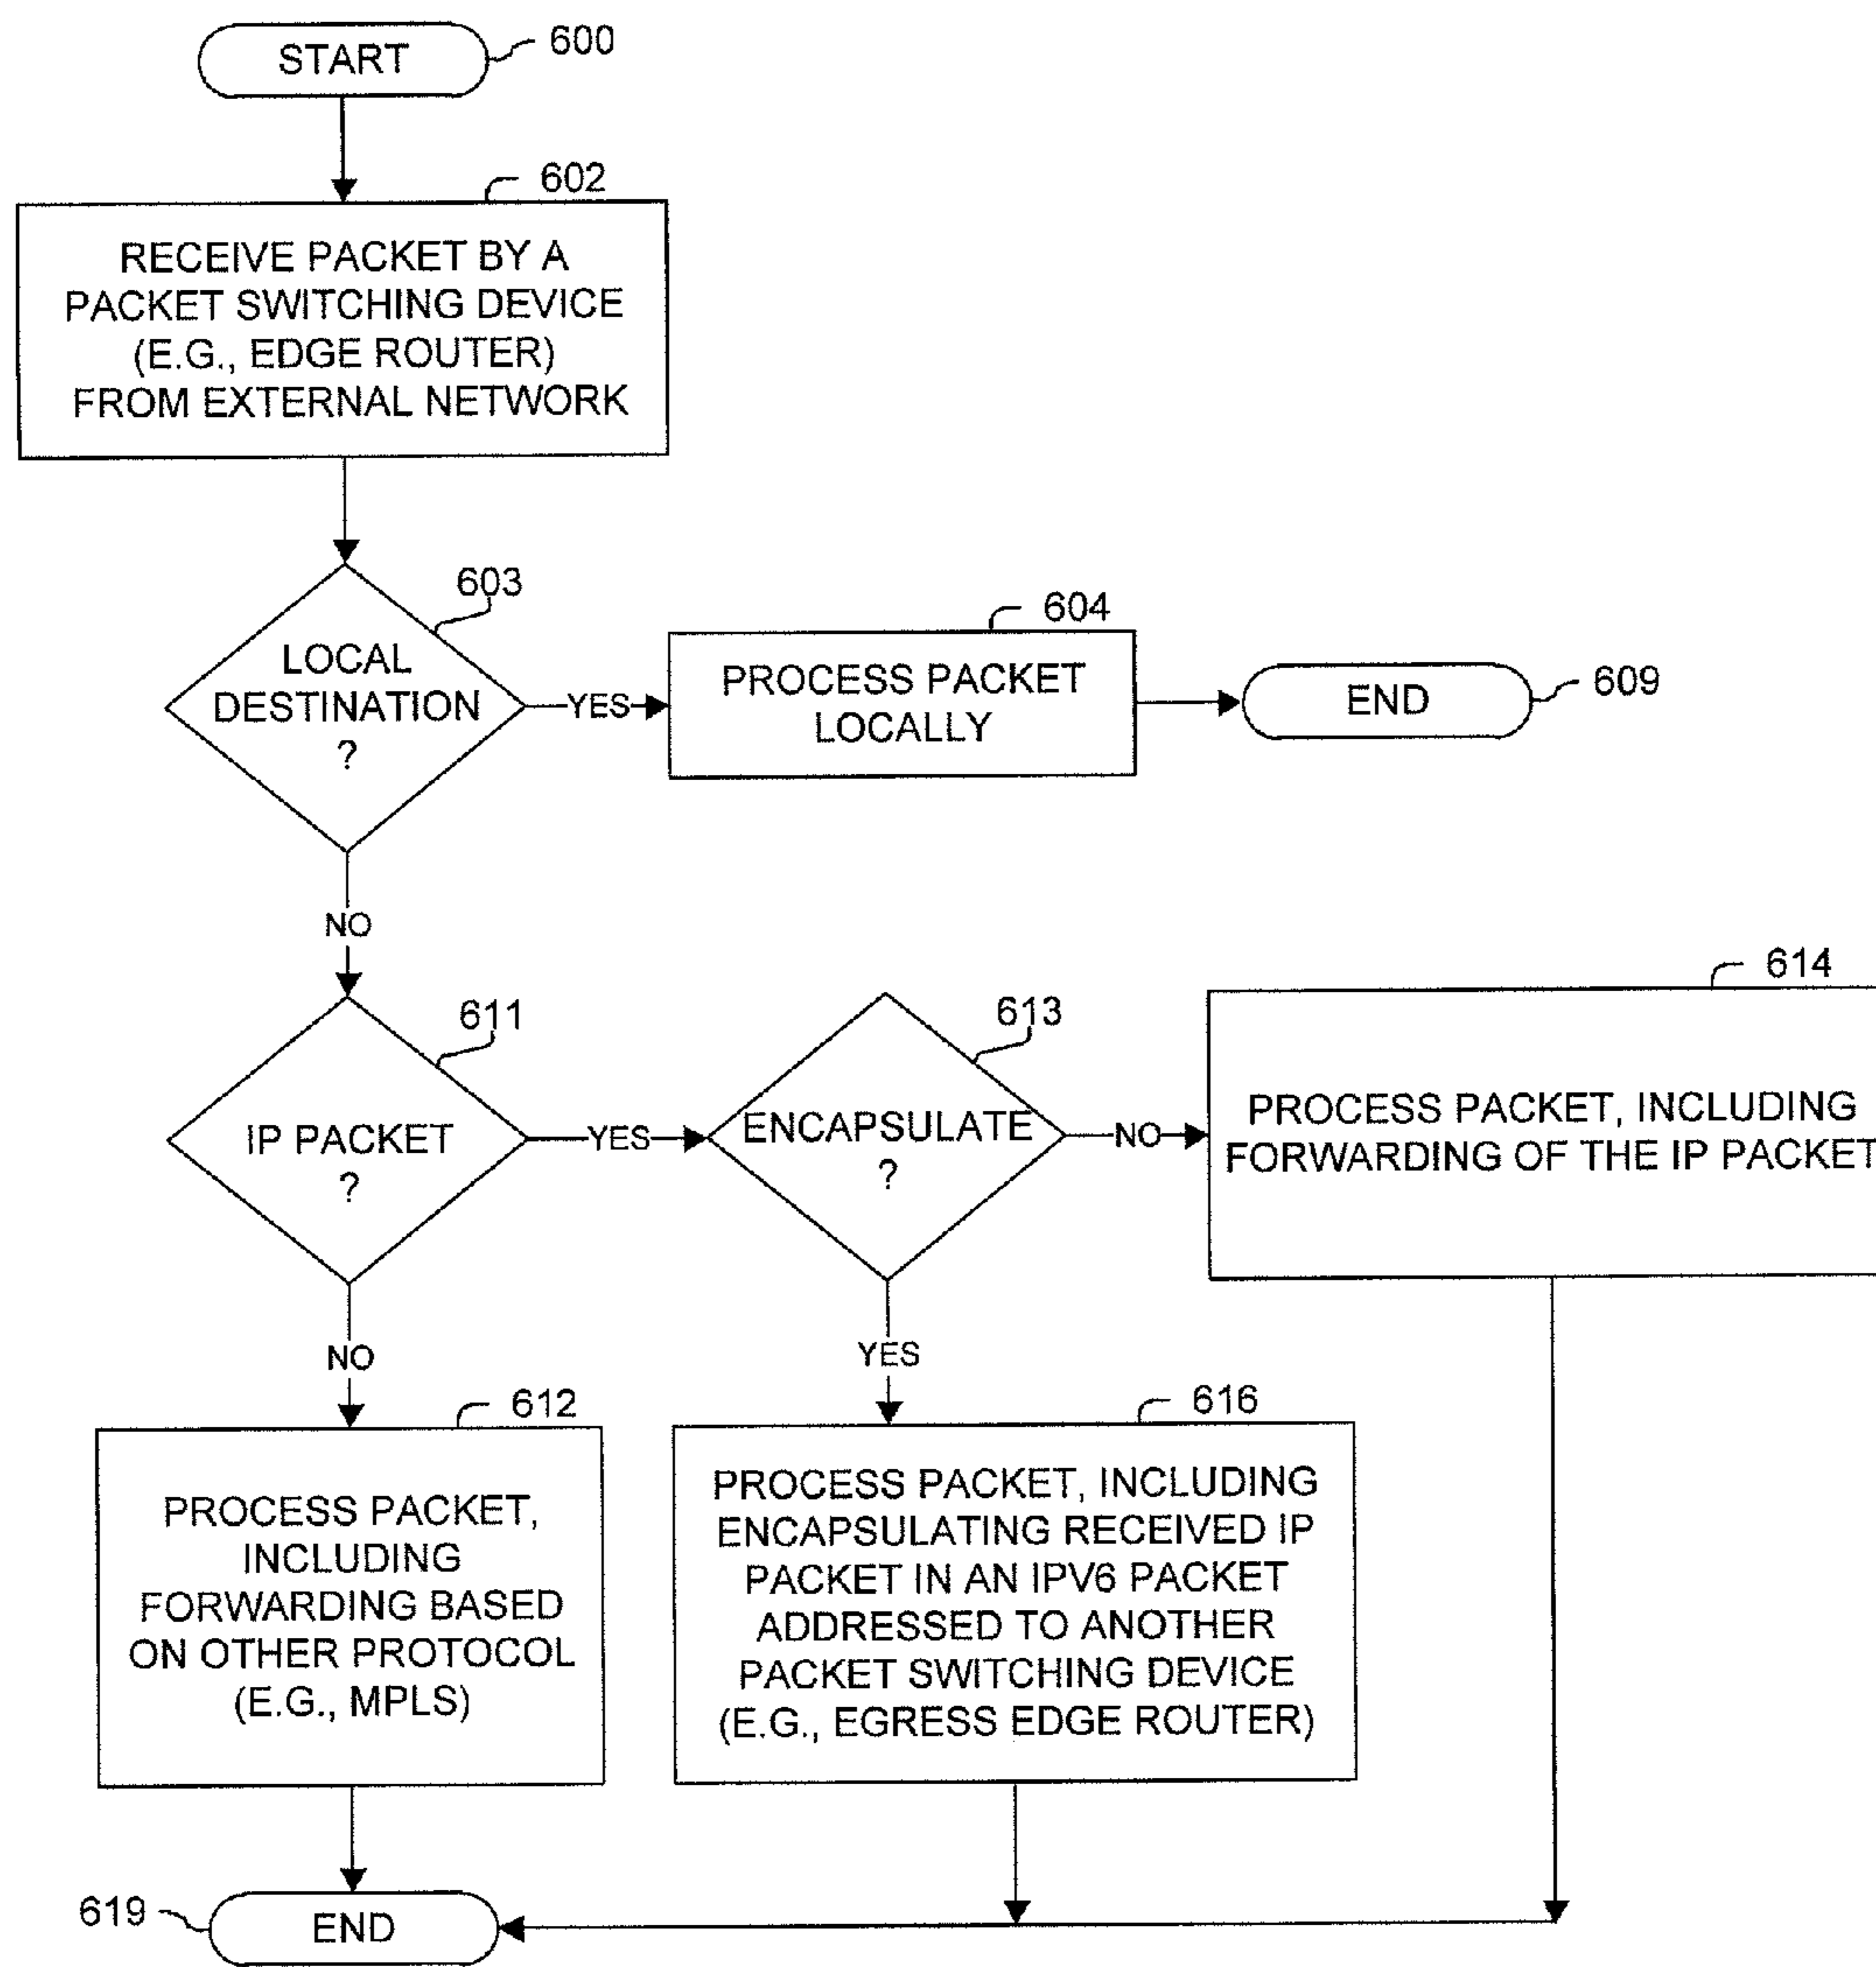 START
600
602
RECEIVE PACKET BY A
PACKET SWITCHING DEVICE
(E.G., EDGE ROUTER)
FROM EXTERNAL NETWORK
603
LOCAL
DESTINATION
?
YES
604
PROCESS PACKET
LOCALLY
END
609
NO
611
IP PACKET
?
YES
613
ENCAPSULATE
?
NO
614
PROCESS PACKET, INCLUDING
FORWARDING OF THE IP PACKET
NO
YES
612
PROCESS PACKET,
INCLUDING
FORWARDING BASED
ON OTHER PROTOCOL
(E.G., MPLS)
616
PROCESS PACKET, INCLUDING
ENCAPSULATING RECEIVED IP
PACKET IN AN IPV6 PACKET
ADDRESSED TO ANOTHER
PACKET SWITCHING DEVICE
(E.G., EGRESS EDGE ROUTER)
619
END